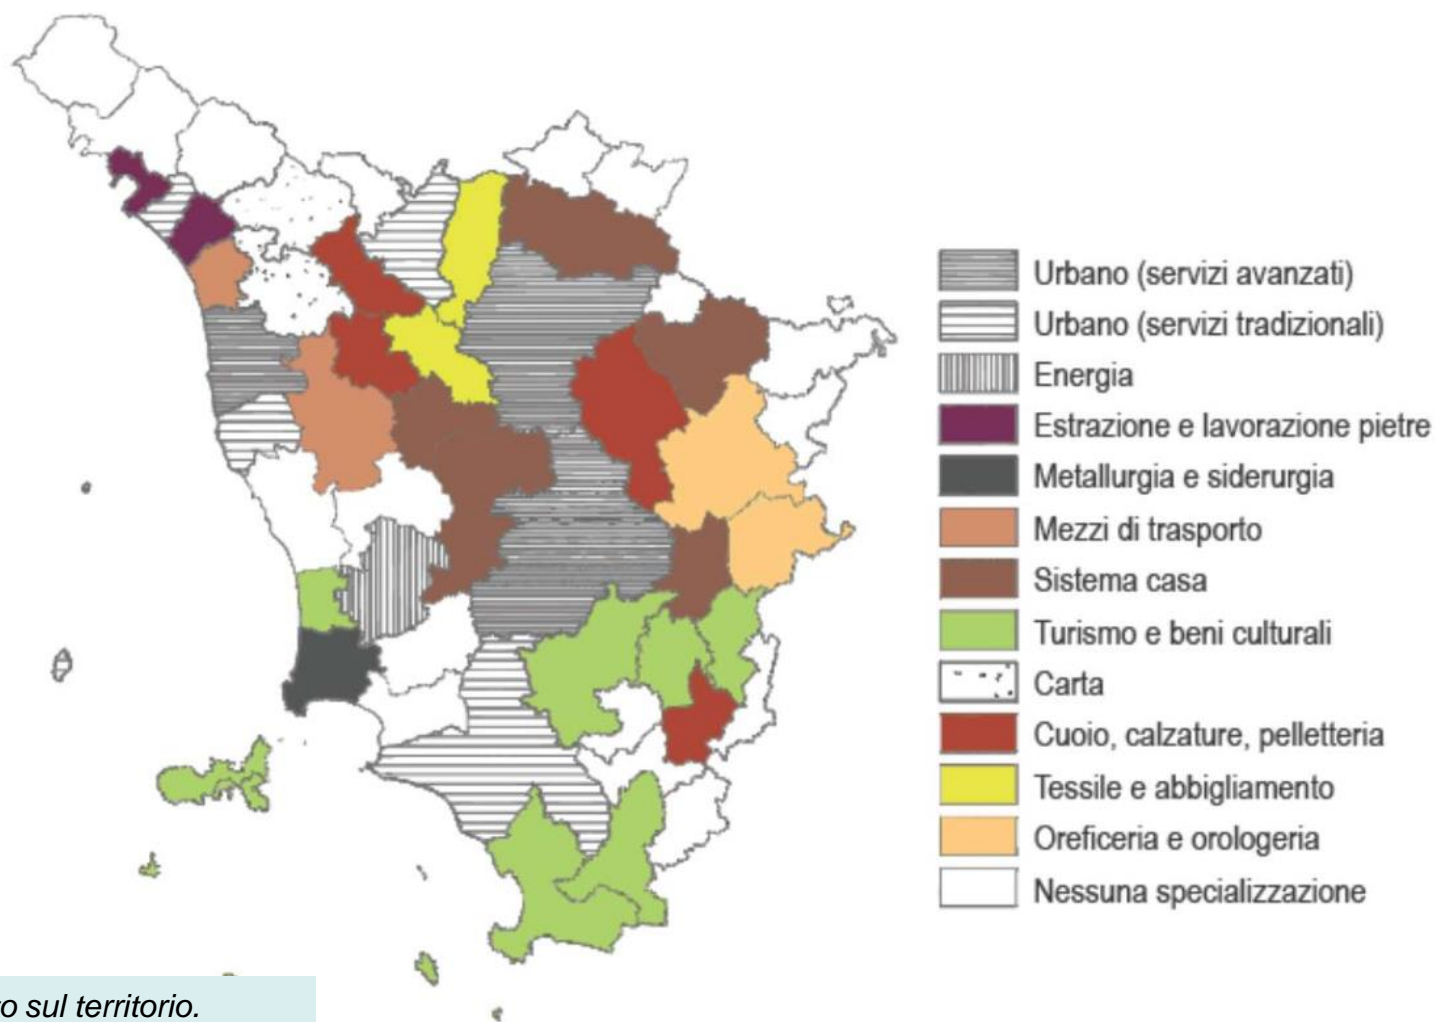 Urbano (servizi avanzati)
Urbano (servizi tradizionali)
Energia
Estrazione e lavorazione pietre
Metallurgia e siderurgia
Mezzi di trasporto
Sistema casa
Turismo e beni culturali
Carta
Cuoio, calzature, pelletteria
Tessile e abbigliamento
Oreficeria e orologeria
Nessuna specializzazione
sul territorio.